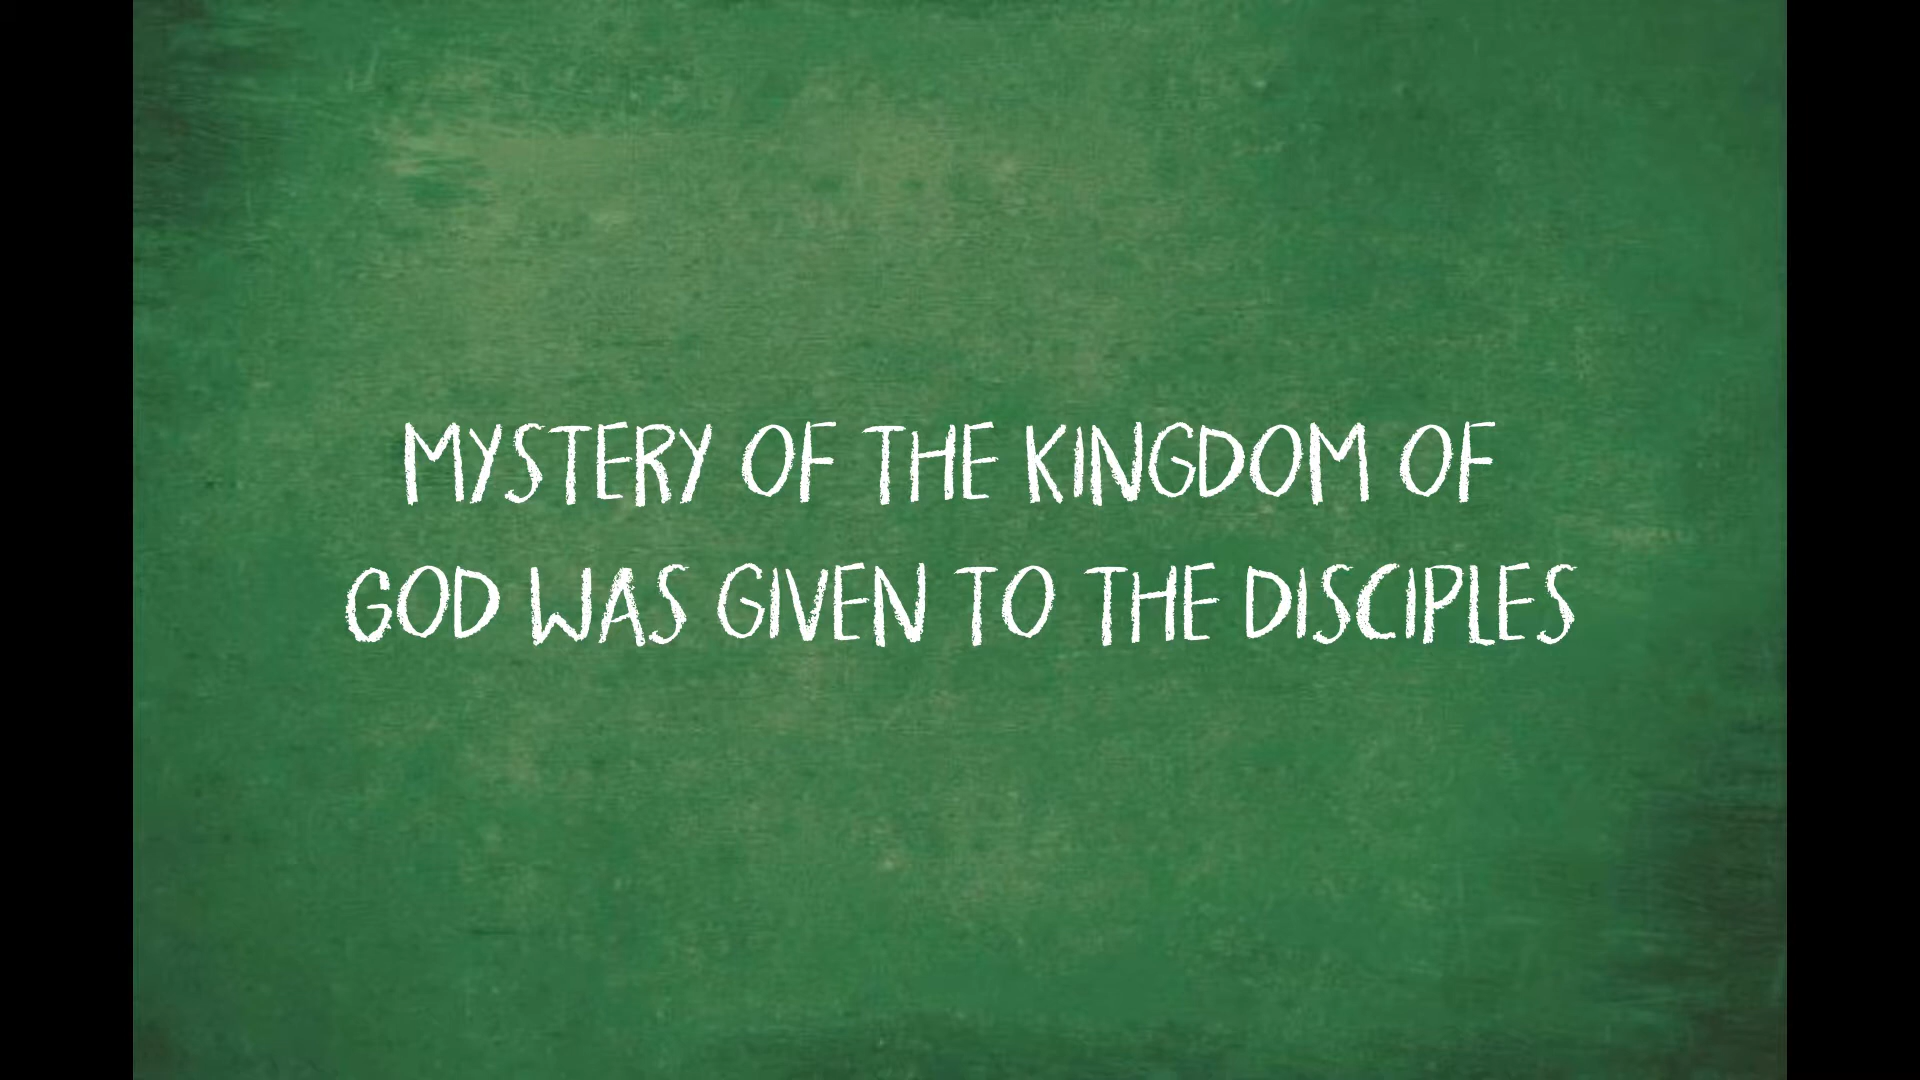 MYSTERY OF THE KINGDOM OF
GOD WAS GIVEN TO THE DISCIPLES